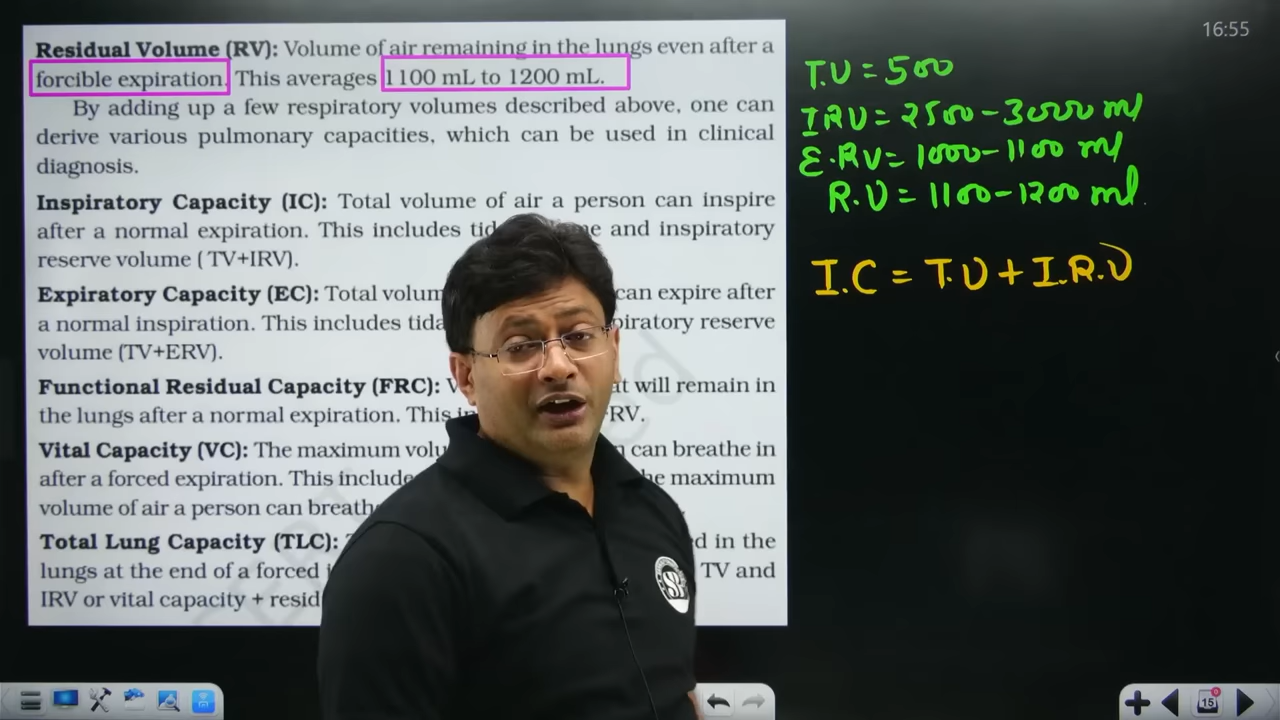 16:55
Residual Volume (RV): Volume of air remaining in the lungs even after a
forcible expiration. This averages 1100 mL to 1200 mL.
By adding up a few respiratory volumes described above, one can
derive various pulmonary capacities, which can be used in clinical
diagnosis.
Inspiratory Capacity (IC): Total volume of air a person can inspire
after a normal expiration. This includes tid me and inspiratory
reserve volume ( TV+IRV).
Expiratory Capacity (EC): Total volum can expire after
a normal inspiration. This includes tida piratory reserve
volume (TV+ERV).
Functional Residual Capacity (FRC): V at will remain in
the lungs after a normal expiration. This in RV.
Vital Capacity (VC): The maximum volu n can breathe in
after a forced expiration. This include he maximum
volume of air a person can breath
Total Lung Capacity (TLC): d in the
lungs at the end of a forced i TV and
IRV or vital capacity + resid
T.V = 500
IRV = 2500-3000 ml
E.RV = 1000-1100 ml
R.V = 1100-1200 ml
I.C = T.V + I.R.V
15